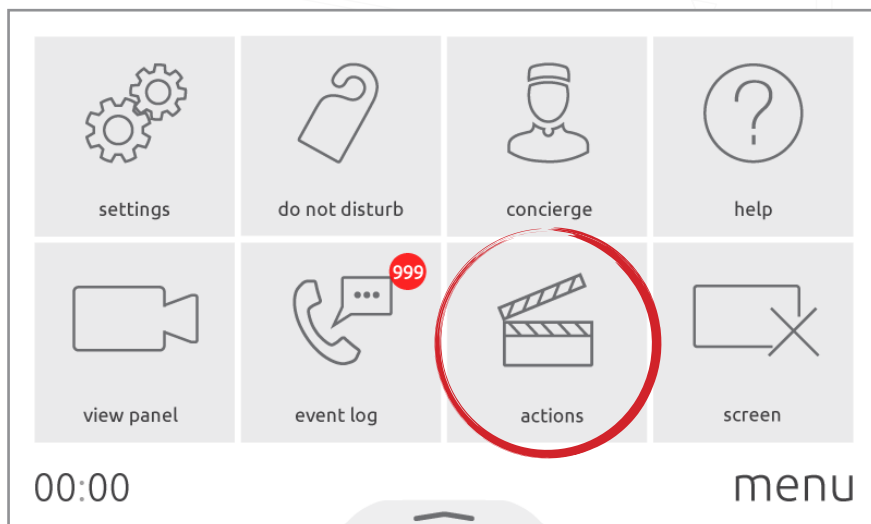 settings do not disturb concierge help
999
view panel event log actions screen
00:00 menu